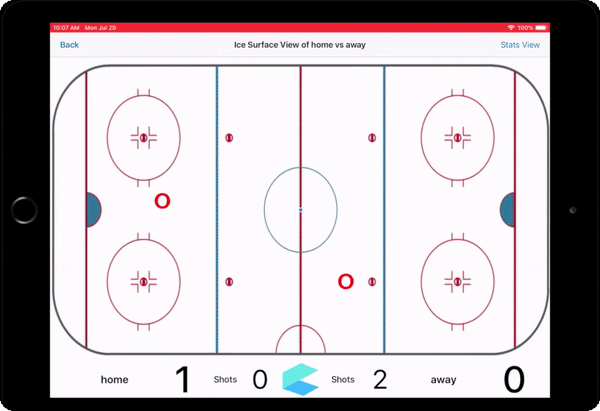 10:07 AM Mon Jul 29 100%
Back Ice Surface View of home vs away Stats View
O
O
home 1 Shots 0 Shots 2 away 0